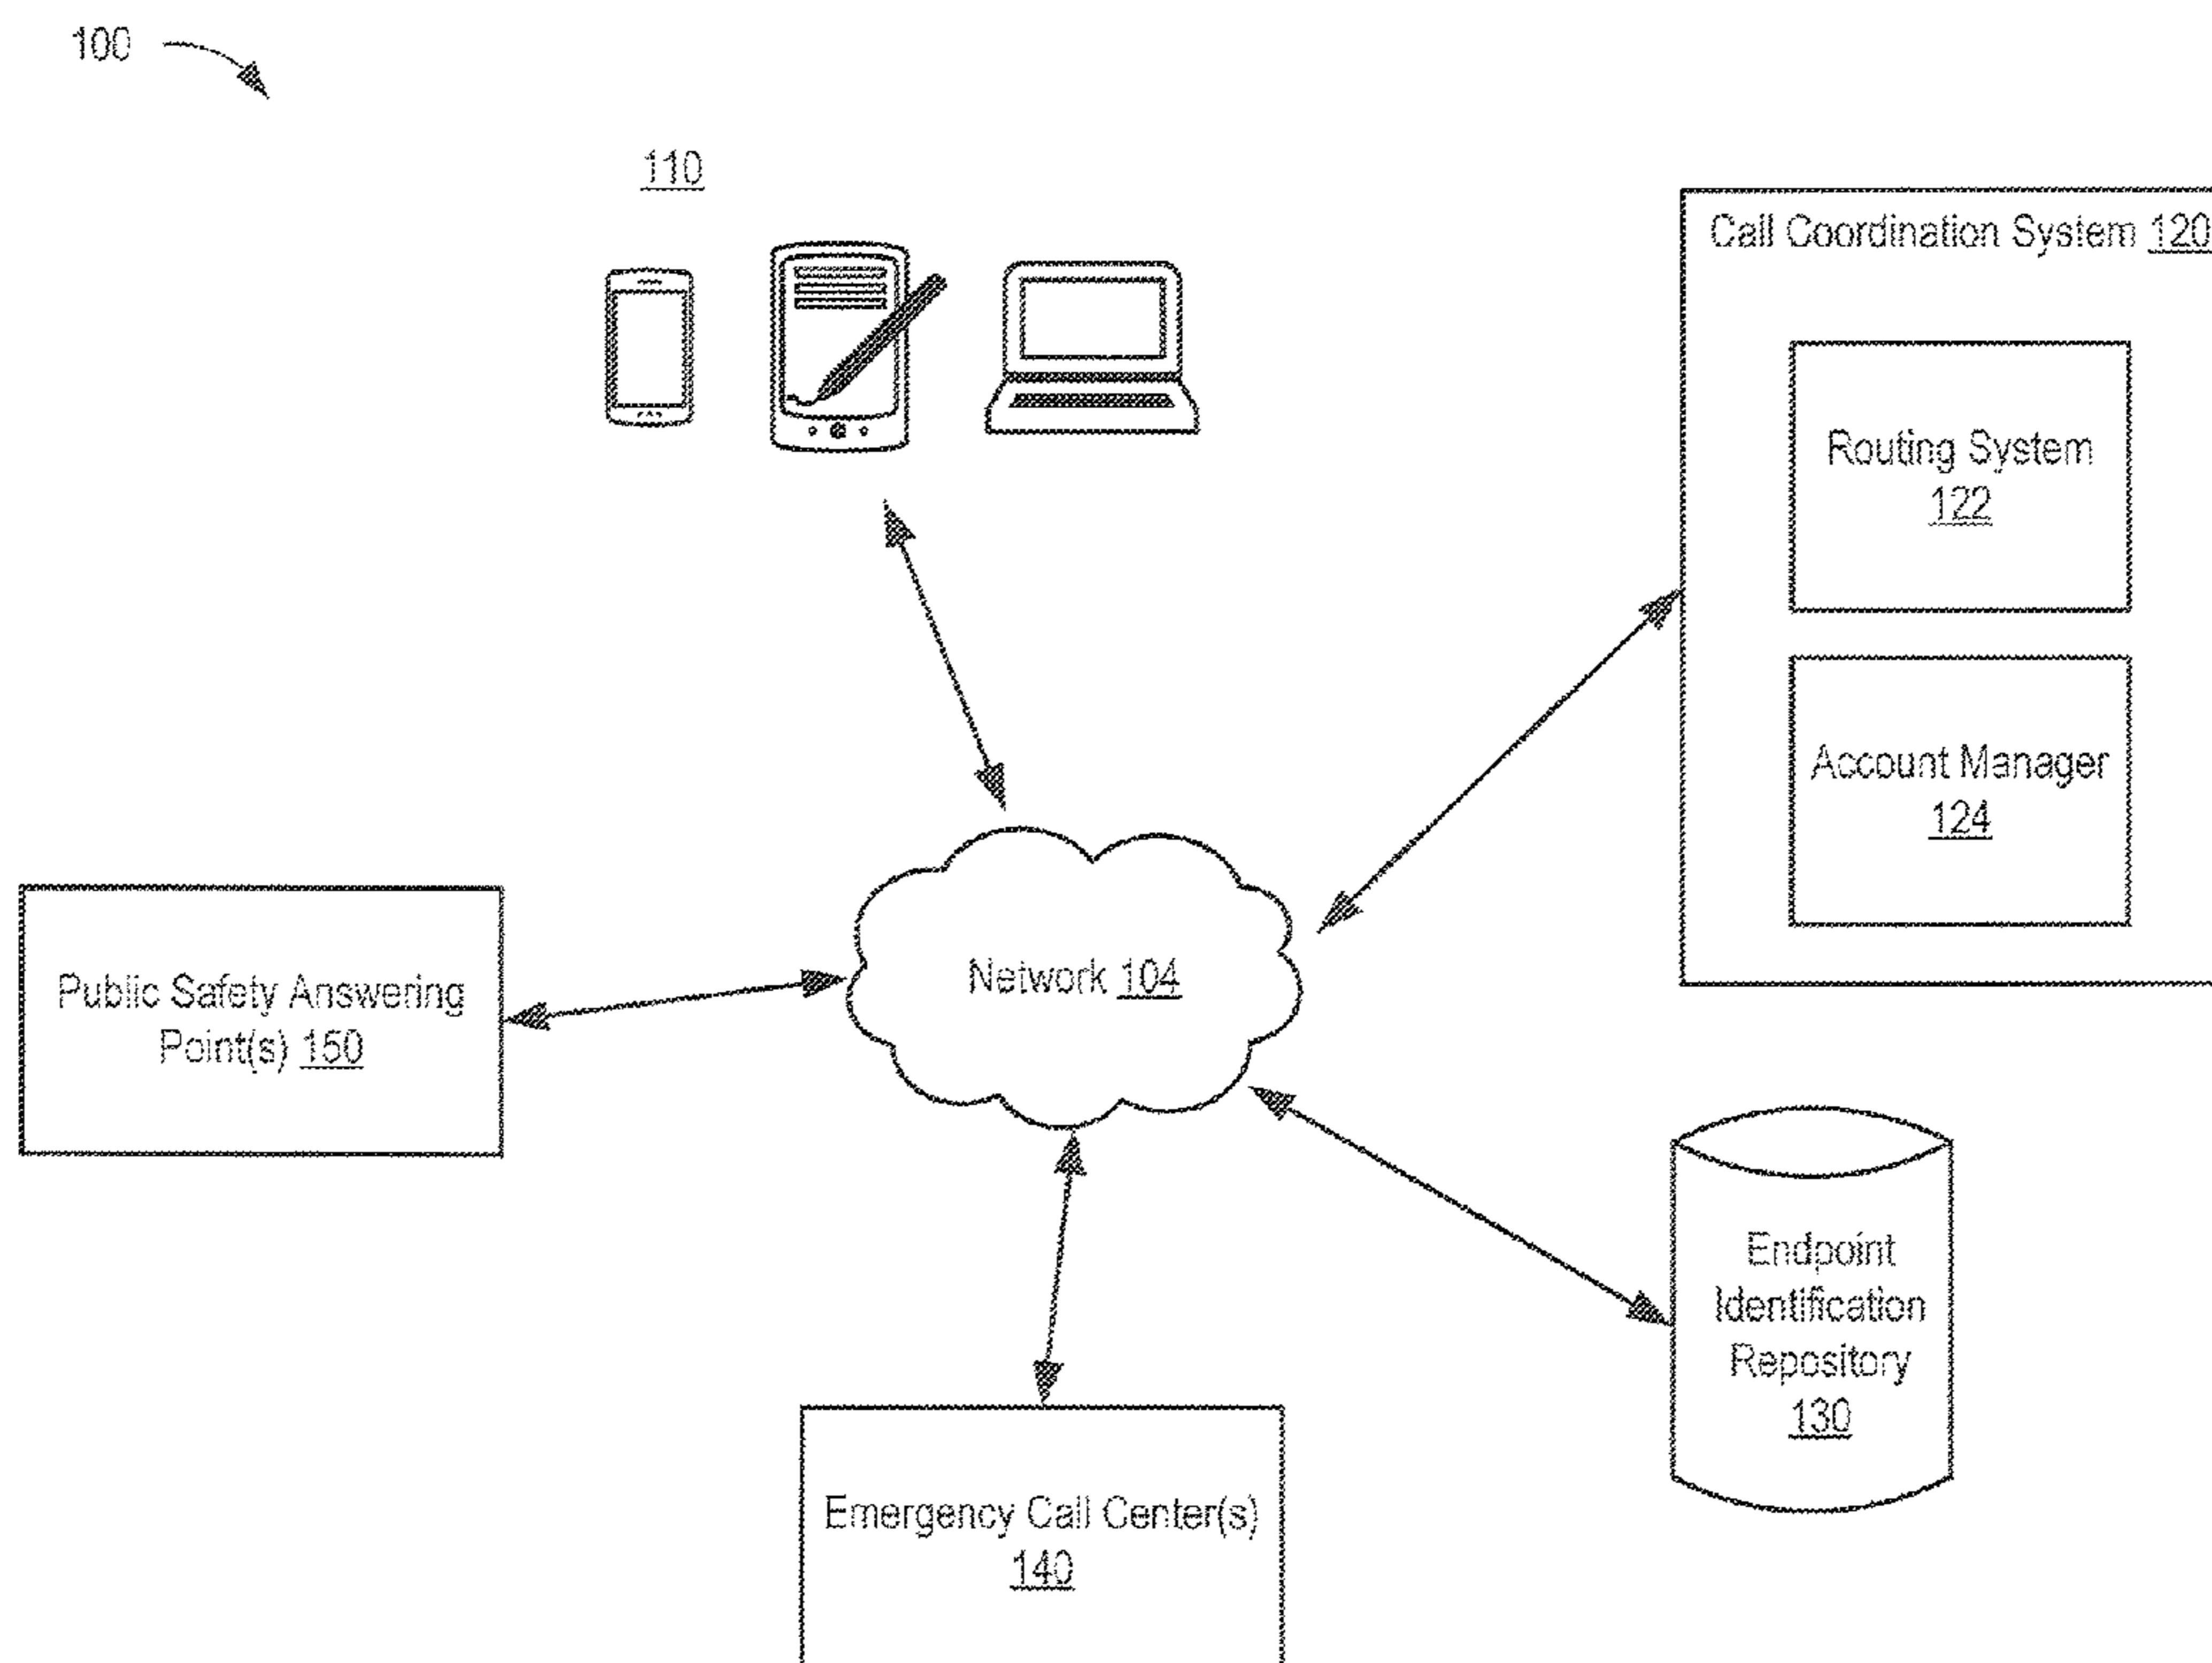 100
110
Call Coordination System 120
Routing System
122
Account Manager
124
Network 104
Public Safety Answering
Point(s) 150
Endpoint
Identification
Repository
130
Emergency Call Center(s)
140